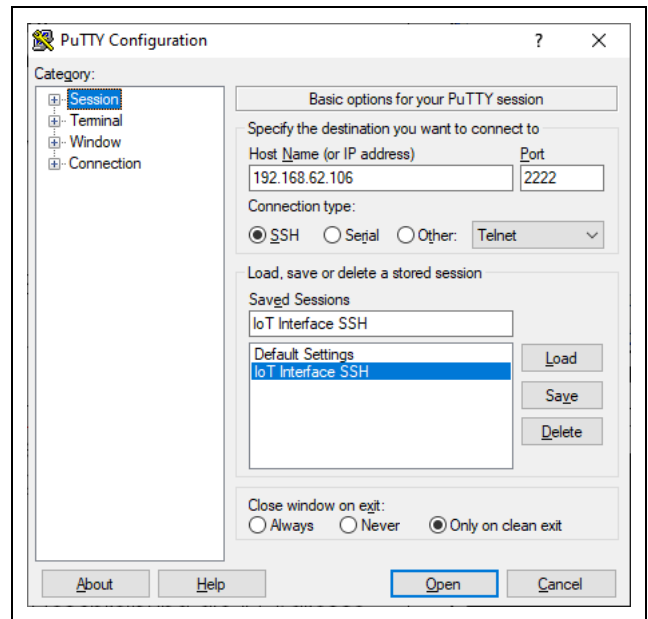 PuTTY Configuration
?
Category:
Session
Terminal
Window
Connection
Basic options for your PuTTY session
Specify the destination you want to connect to
Host Name (or IP address)
Port
192.168.62.106
2222
Connection type:
SSH
Serial
Other:
Telnet
Load, save or delete a stored session
Saved Sessions
IoT Interface SSH
Default Settings
IoT Interface SSH
Load
Save
Delete
Close window on exit:
Always
Never
Only on clean exit
About
Help
Open
Cancel